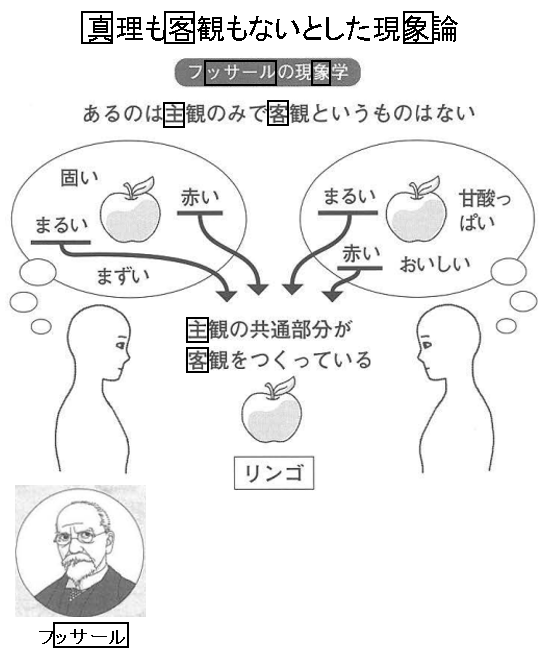 真理も客観もないとした現象論
フッサールの現象学
あるのは主観のみで客観というものはない
固い
赤い
まるい
まずい
まるい
甘酸っ
ぱい
赤い
おいしい
主観の共通部分が
客観をつくっている
リンゴ
フッサール